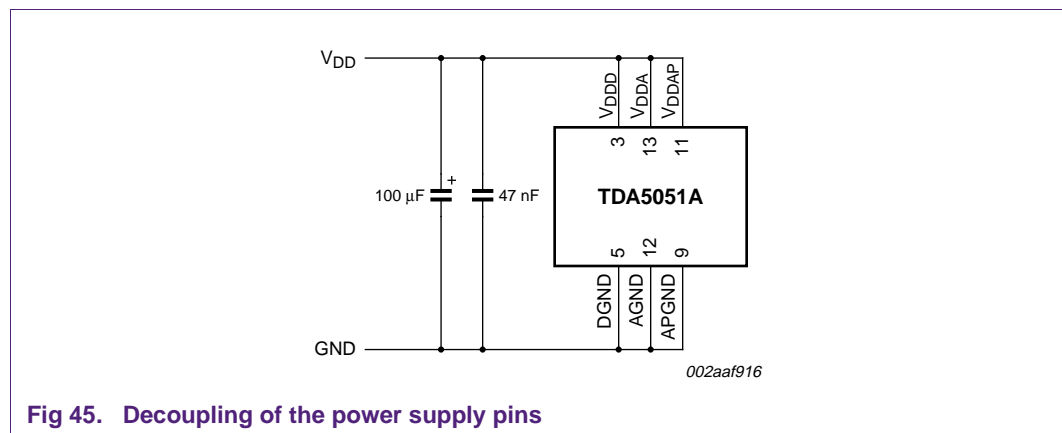 VDD
VDDD
VDDA
VDDAP
3
13
11
100 μF
+
47 nF
TDA5051A
5
12
9
DGND
AGND
APGND
GND
002aaf916
Fig 45. Decoupling of the power supply pins